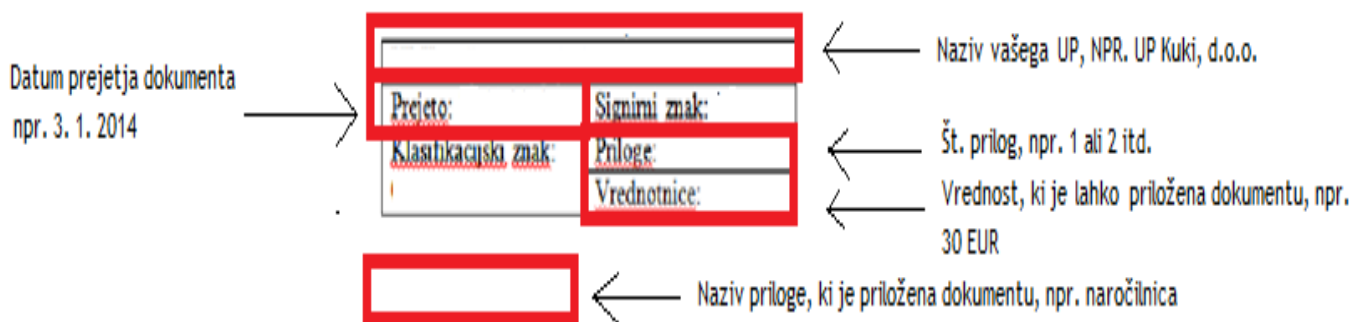 Naziv vašega UP, NPR. UP Kuki, d.o.o.
Datum prejetja dokumenta
npr. 3. 1. 2014
Prejeto:
Signirni znak:
Klasifikacijski znak:
Priloge:
Št. prilog, npr. 1 ali 2 itd.
Vrednotnice:
Vrednost, ki je lahko priložena dokumentu, npr.
30 EUR
Naziv priloge, ki je priložena dokumentu, npr. naročilnica